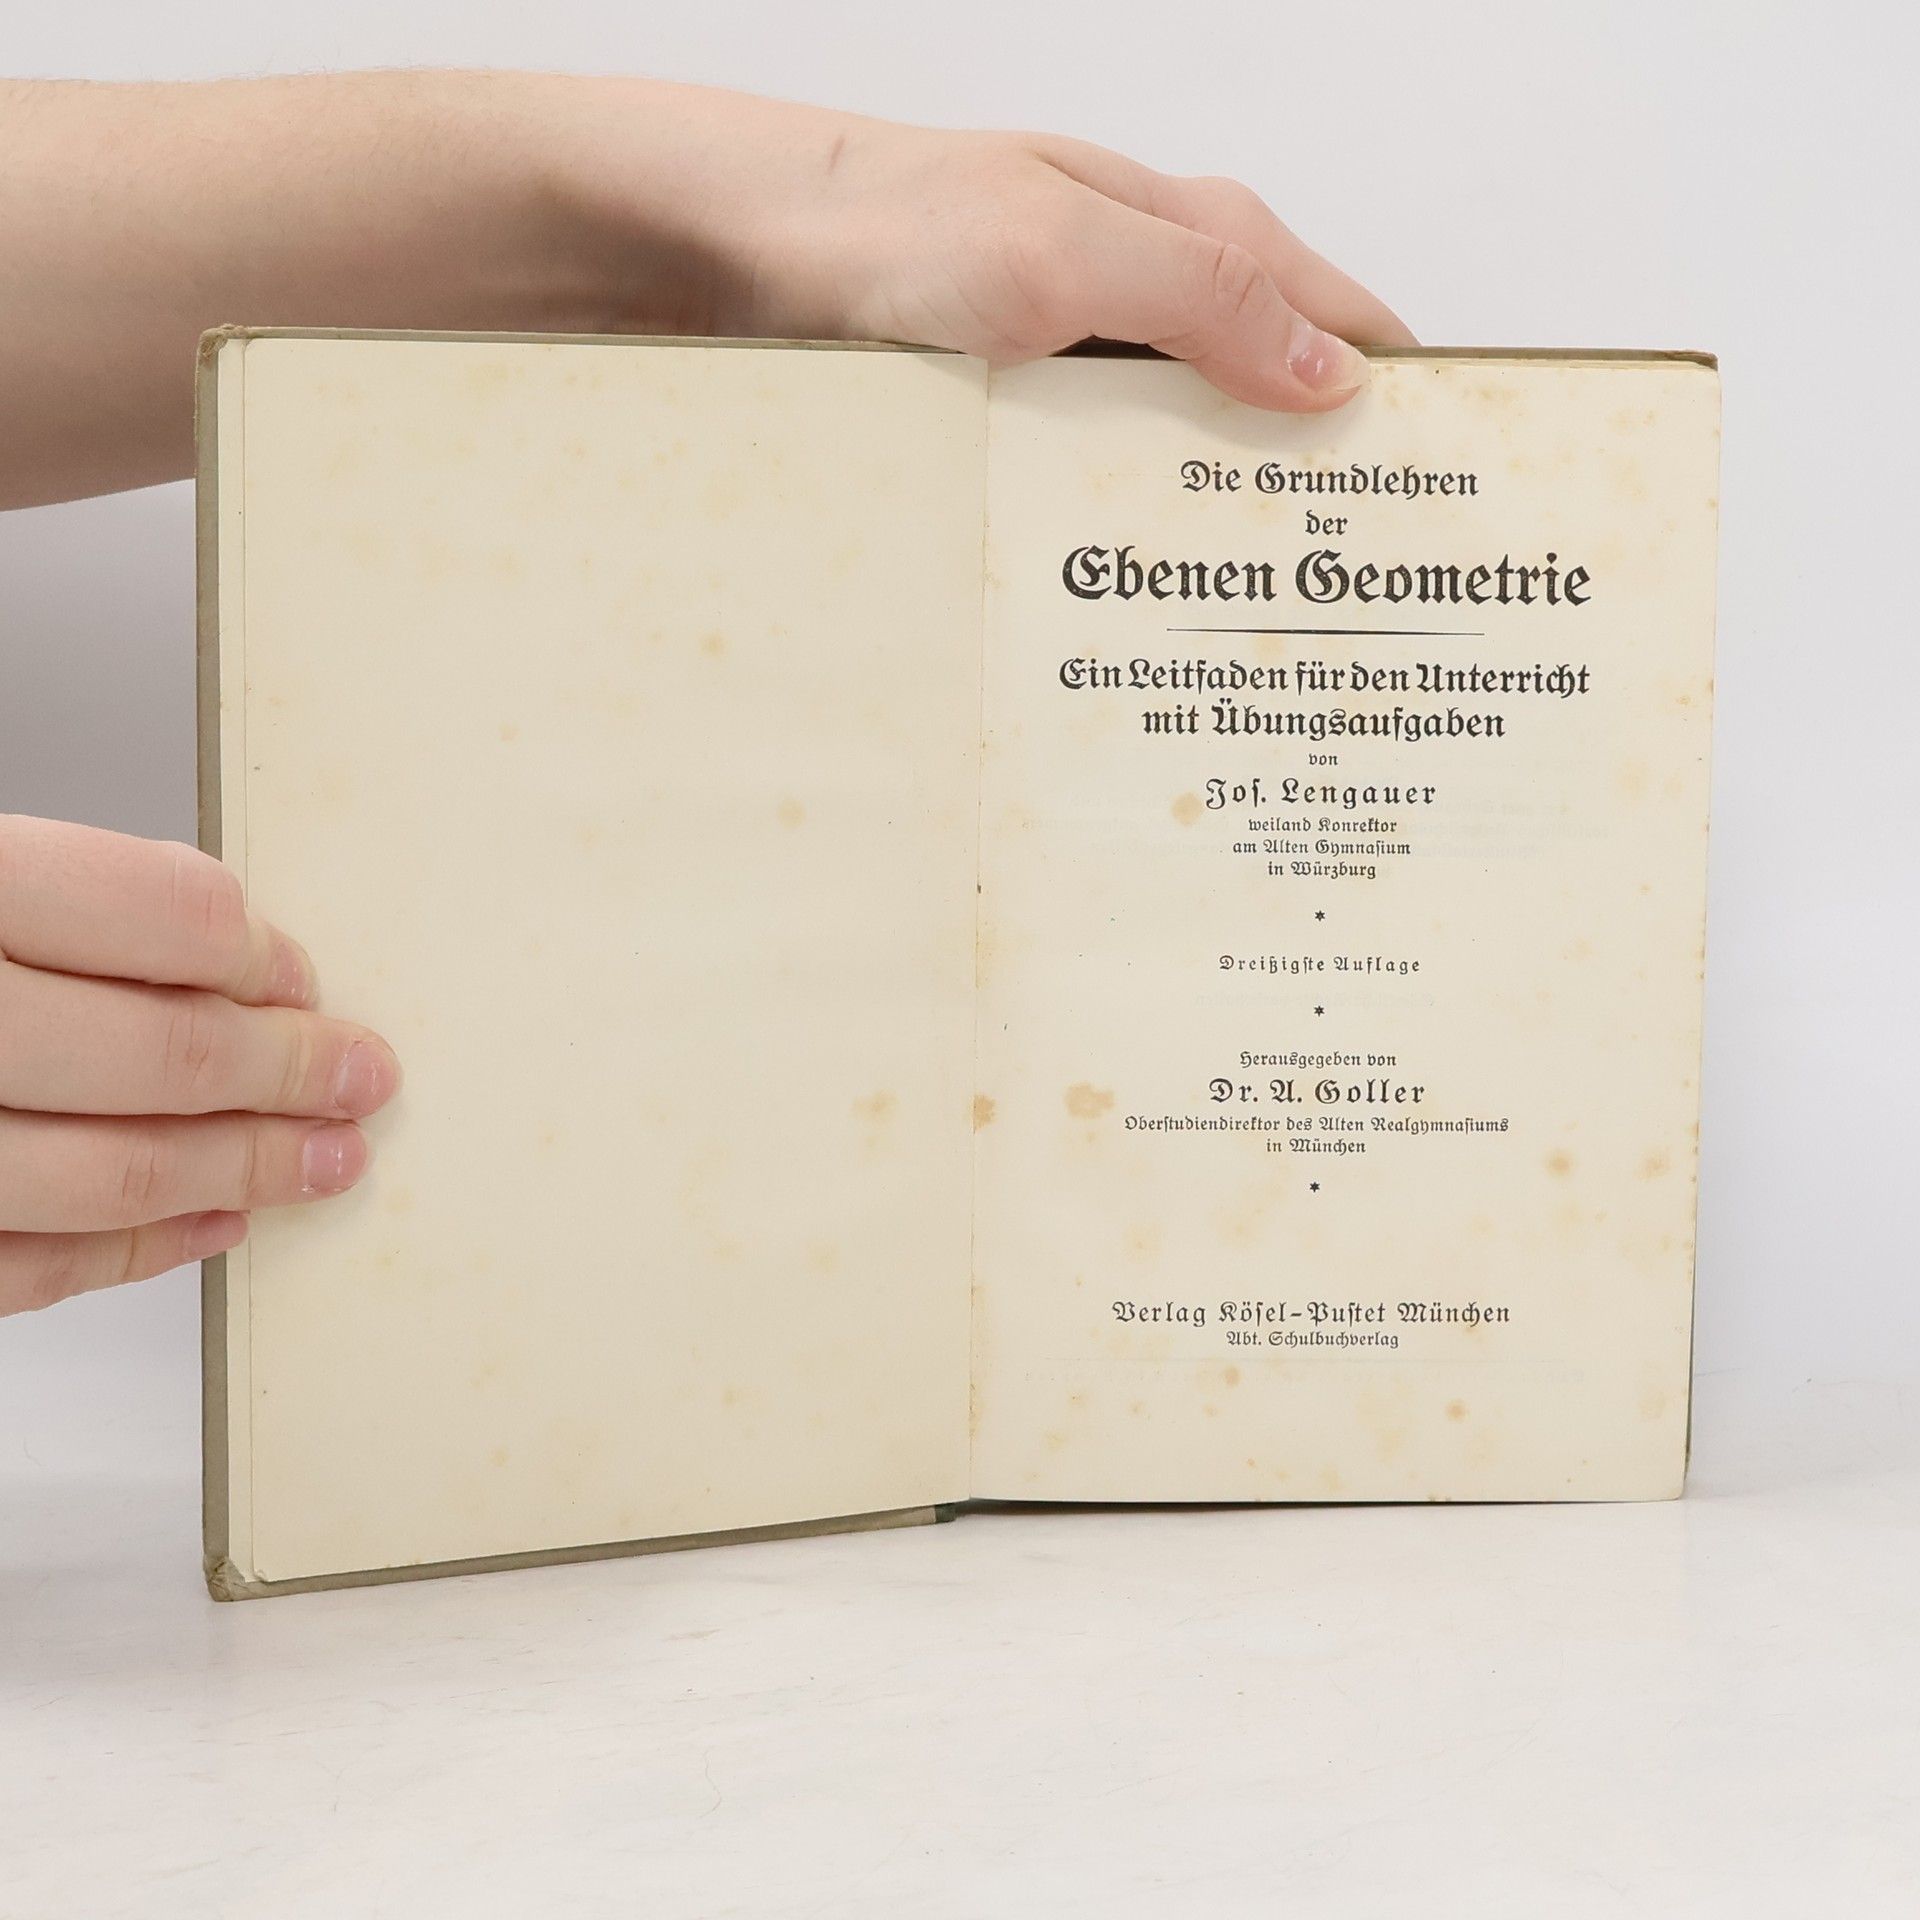 Die Grundlehren
der
Ebenen Geometrie
Ein Leitfaden für den Unterricht
mit Übungsaufgaben
von
Joſ. Lengauer
weiland Konrektor
am Alten Gymnaſium
in Würzburg
*
Dreißigſte Auflage
*
Herausgegeben von
Dr. A. Goller
Oberſtudiendirektor des Alten Realgymnaſiums
in München
*
Verlag Köſel-Puſtet München
Abt. Schulbuchverlag